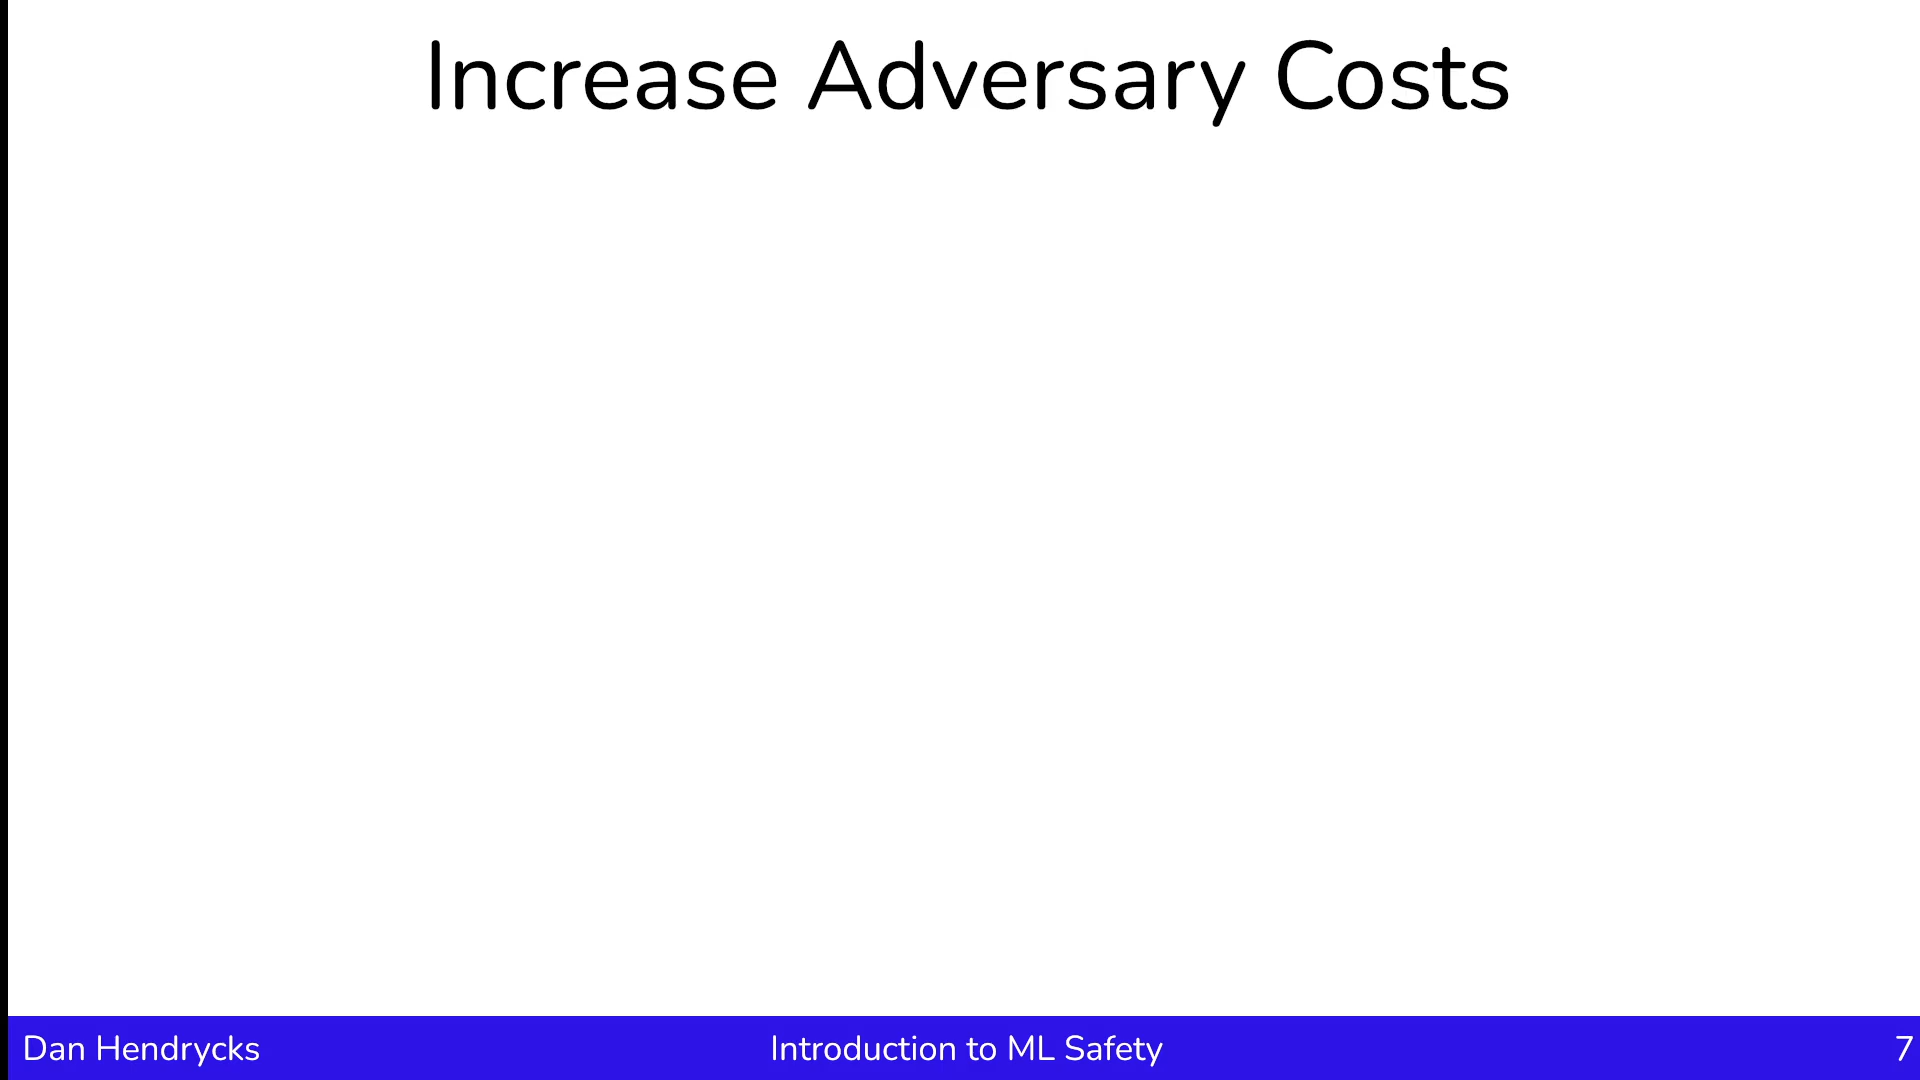 Increase Adversary Costs
Dan Hendrycks
Introduction to ML Safety
7